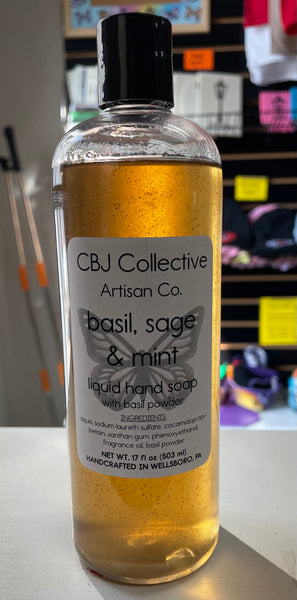 CBJ Collective
Artisan Co.
basil, sage
& mint
liquid hand soap
with basil powder
INGREDIENTS:
aqua, sodium laureth sulfate, cocamidopropyl
betain, xanthan gum, phenoxyethanol,
fragrance oil, basil powder
NET WT. 17 fl oz (503 ml)
HANDCRAFTED IN WELLSBORO, PA